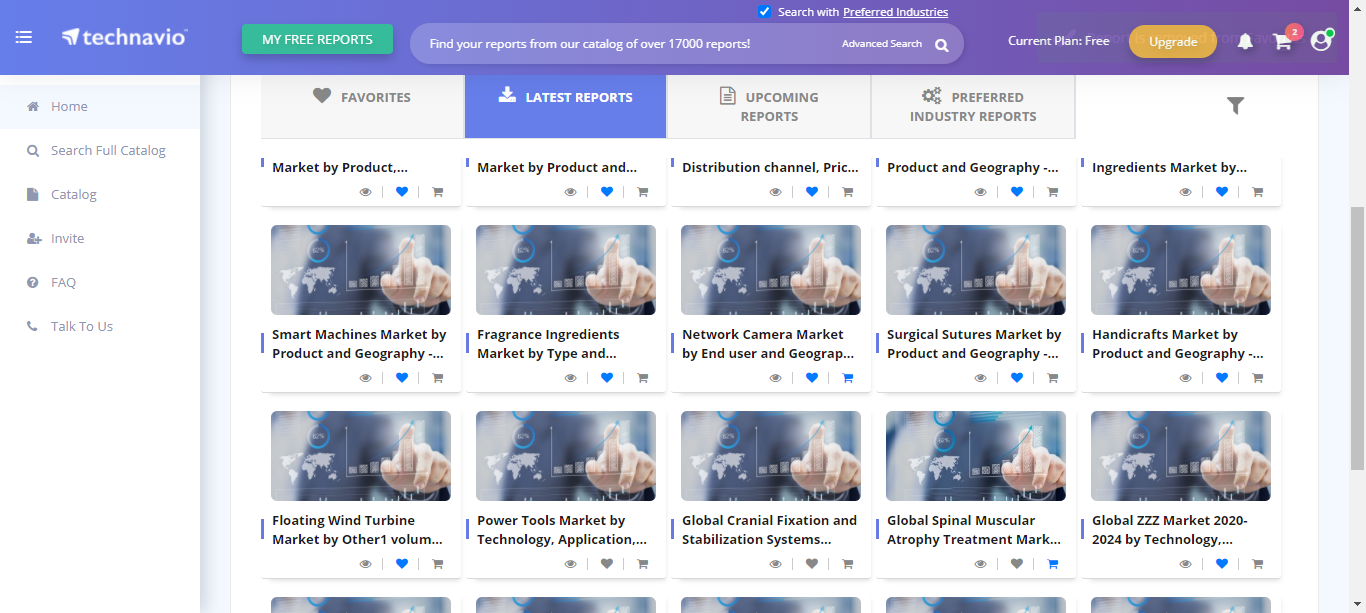 Search with Preferred Industries
technavio
MY FREE REPORTS
Find your reports from our catalog of over 17000 reports!
Advanced Search
Current Plan: Free
Upgrade
2
Home
Search Full Catalog
Catalog
Invite
FAQ
Talk To Us
FAVORITES
LATEST REPORTS
UPCOMING
REPORTS
PREFERRED
INDUSTRY REPORTS
Market by Product,...
Market by Product and...
Distribution channel, Pric...
Product and Geography -...
Ingredients Market by...
Smart Machines Market by
Product and Geography -...
Fragrance Ingredients
Market by Type and...
Network Camera Market
by End user and Geograp...
Surgical Sutures Market by
Product and Geography -...
Handicrafts Market by
Product and Geography -...
Floating Wind Turbine
Market by Other1 volum...
Power Tools Market by
Technology, Application,...
Global Cranial Fixation and
Stabilization Systems...
Global Spinal Muscular
Atrophy Treatment Mark...
Global ZZZ Market 2020-
2024 by Technology,...